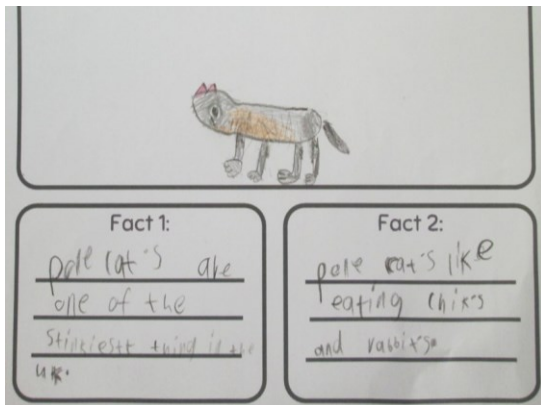 Fact 1:
pole cat's are
one of the
stinkiestt thing in the
uk.
Fact 2:
pole cat's like
eating chik's
and rabbit's.